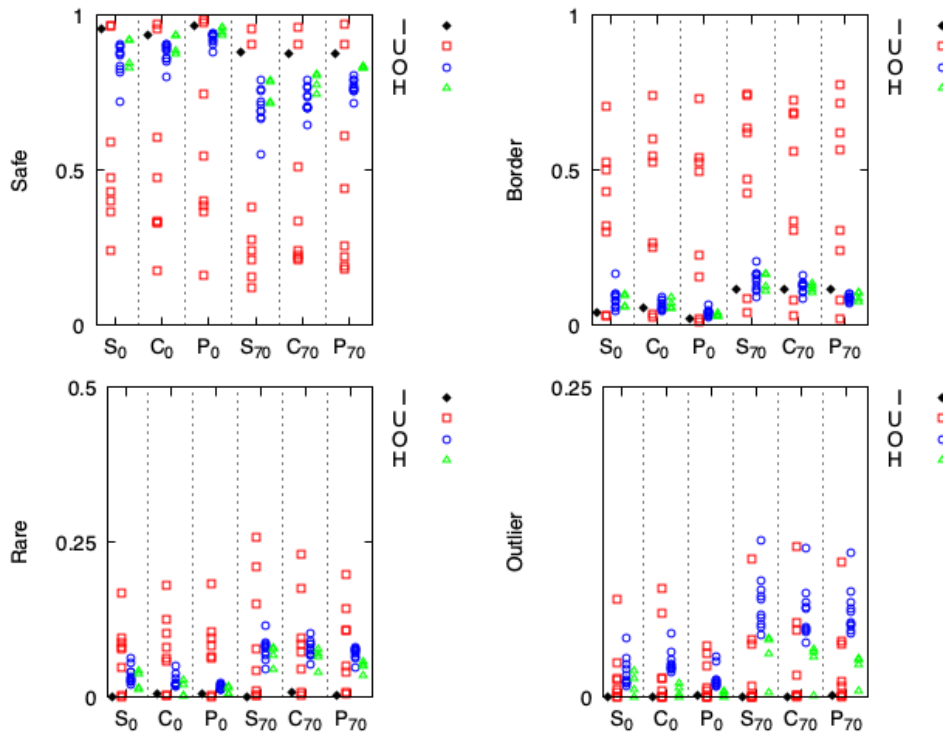 1
0.5
0
Safe
S0 C0 P0 S70 C70 P70
I
U
O
H
1
0.5
0
Border
S0 C0 P0 S70 C70 P70
I
U
O
H
0.5
0.25
0
Rare
S0 C0 P0 S70 C70 P70
I
U
O
H
0.25
0
Outlier
S0 C0 P0 S70 C70 P70
I
U
O
H